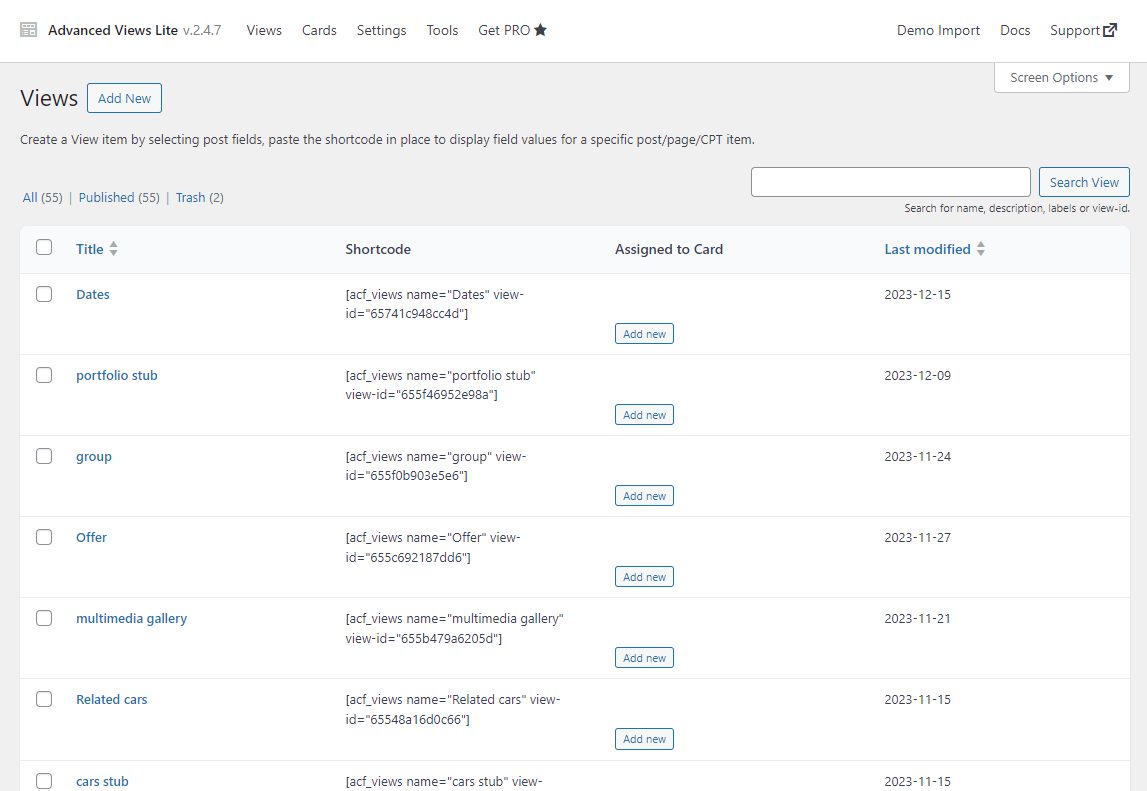 Advanced Views Lite v.2.4.7 Views Cards Settings Tools Get PRO Demo Import Docs Support
Screen Options
Views Add New
Create a View item by selecting post fields, paste the shortcode in place to display field values for a specific post/page/CPT item.
All (55) | Published (55) | Trash (2)
Search View
Search for name, description, labels or view-id.
Title Shortcode Assigned to Card Last modified
Dates [acf_views name="Dates" view- 2023-12-15
id="65741c948cc4d"]
Add new
portfolio stub [acf_views name="portfolio stub" 2023-12-09
view-id="655f46952e98a"]
Add new
group [acf_views name="group" view- 2023-11-24
id="655f0b903e5e6"]
Add new
Offer [acf_views name="Offer" view- 2023-11-27
id="655c692187dd6"]
Add new
multimedia gallery [acf_views name="multimedia gallery" 2023-11-21
view-id="655b479a6205d"]
Add new
Related cars [acf_views name="Related cars" view- 2023-11-15
id="65548a16d0c66"]
Add new
cars stub [acf_views name="cars stub" view- 2023-11-15